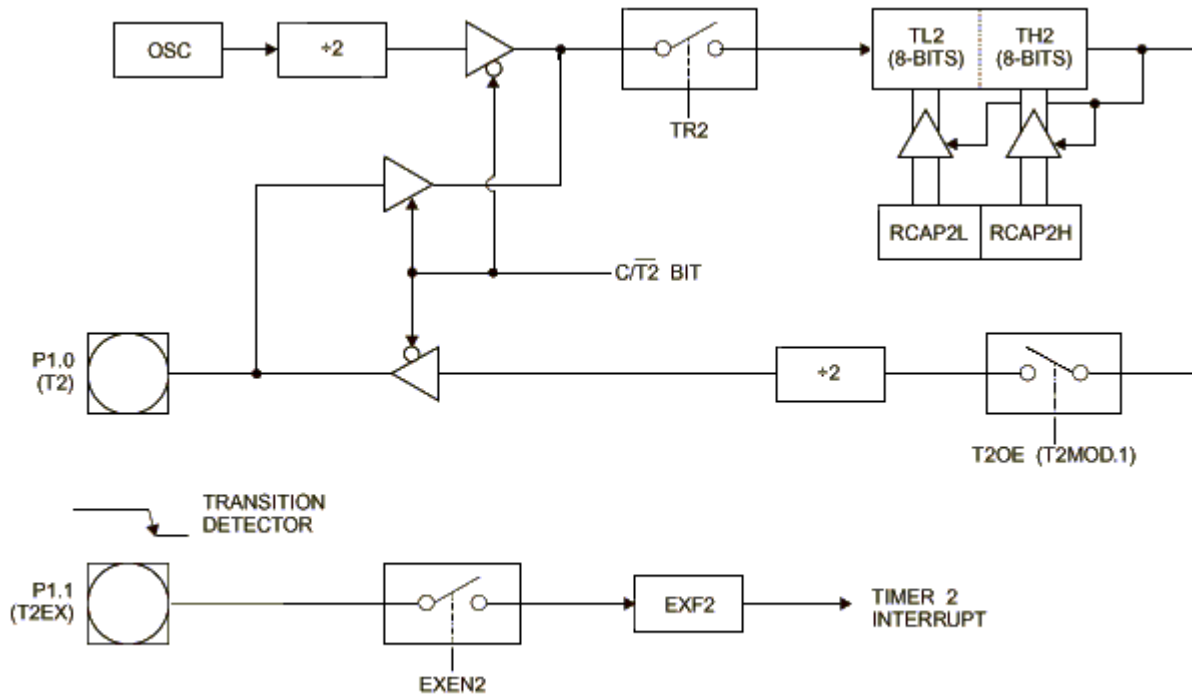 OSC
÷2
TR2
TL2
(8-BITS)
TH2
(8-BITS)
RCAP2L
RCAP2H
C/T2 BIT
P1.0
(T2)
÷2
T2OE (T2MOD.1)
TRANSITION
DETECTOR
P1.1
(T2EX)
EXEN2
EXF2
TIMER 2
INTERRUPT